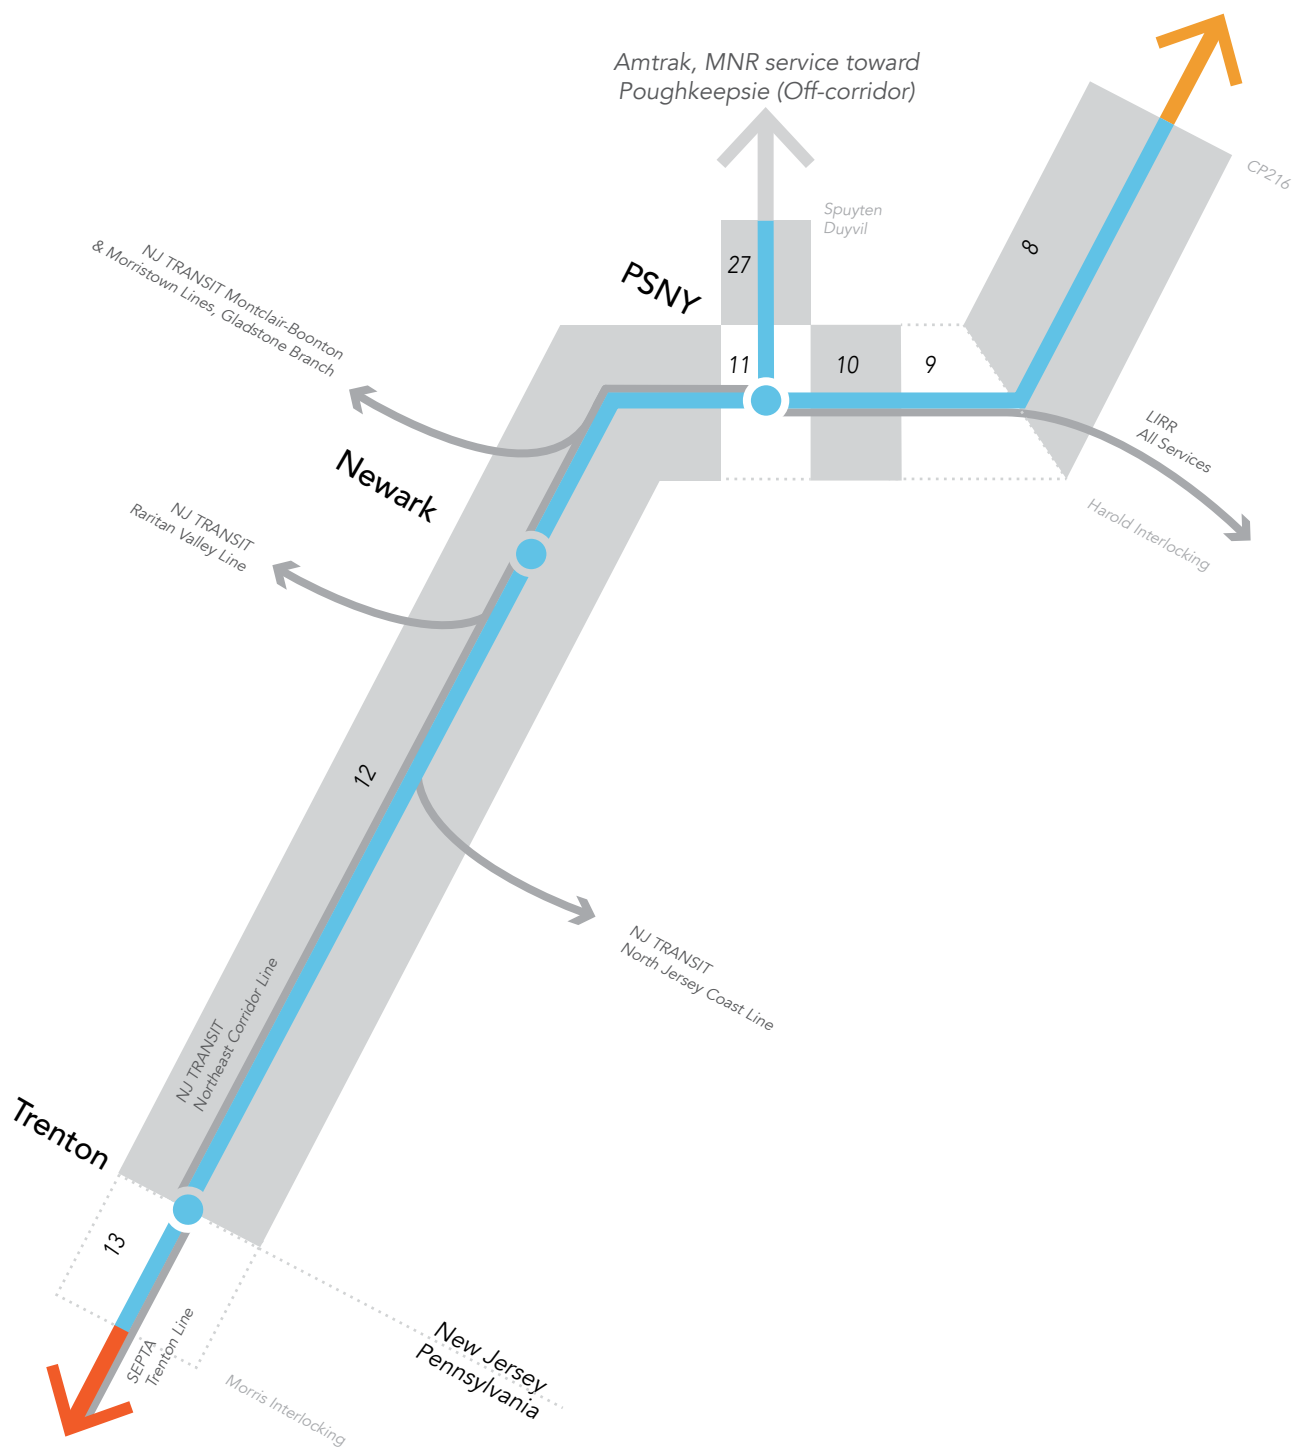 Amtrak, MNR service toward
Poughkeepsie (Off-corridor)
CP216
Spuyten
Duyvil
8
27
PSNY
NJ TRANSIT Montclair-Boonton
& Morristown Lines, Gladstone Branch
11
10
9
LIRR
All Services
Newark
Harold Interlocking
NJ TRANSIT
Raritan Valley Line
12
NJ TRANSIT
North Jersey Coast Line
NJ TRANSIT
Northeast Corridor Line
Trenton
13
SEPTA
Trenton Line
New Jersey
Pennsylvania
Morris Interlocking